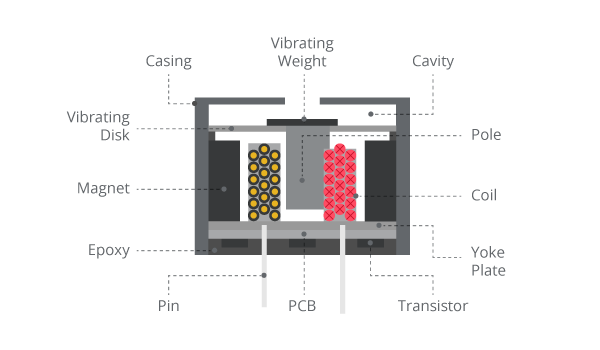 Vibrating
Weight
Casing
Cavity
Vibrating
Disk
Pole
Magnet
Coil
Epoxy
Yoke
Plate
Pin
PCB
Transistor